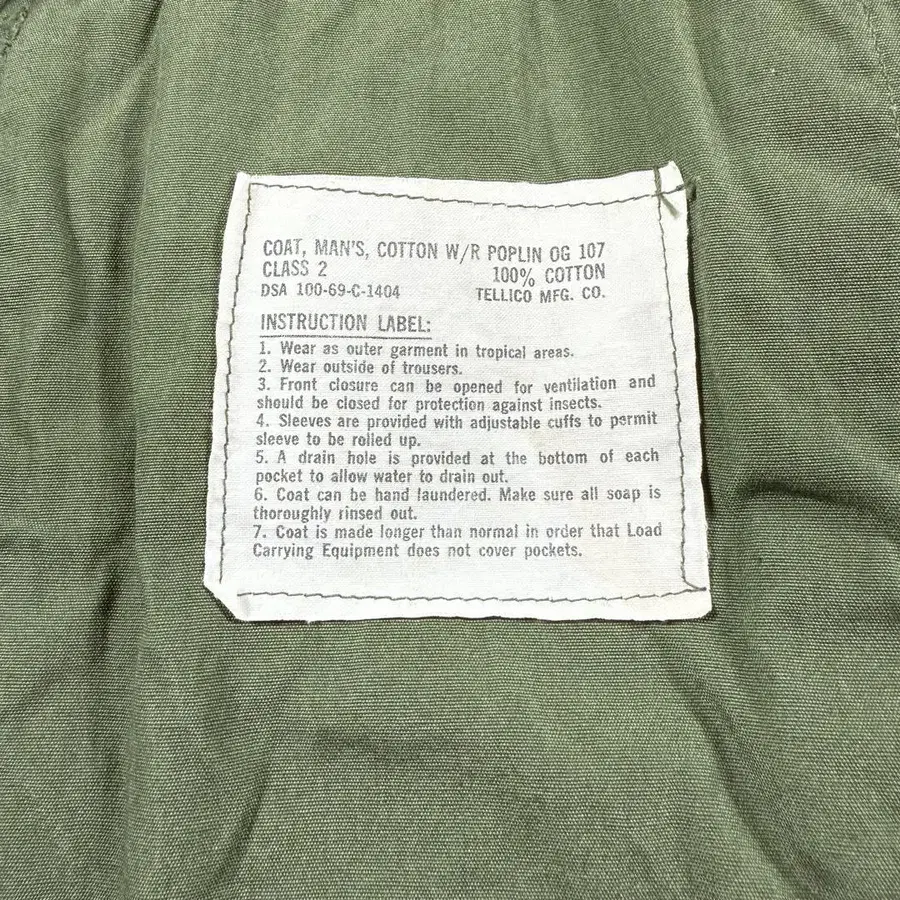 COAT, MAN'S, COTTON W/R POPLIN OG 107
CLASS 2 100% COTTON
DSA 100-69-C-1404 TELLICO MFG. CO.
INSTRUCTION LABEL:
1. Wear as outer garment in tropical areas.
2. Wear outside of trousers.
3. Front closure can be opened for ventilation and
should be closed for protection against insects.
4. Sleeves are provided with adjustable cuffs to permit
sleeve to be rolled up.
5. A drain hole is provided at the bottom of each
pocket to allow water to drain out.
6. Coat can be hand laundered. Make sure all soap is
thoroughly rinsed out.
7. Coat is made longer than normal in order that Load
Carrying Equipment does not cover pockets.